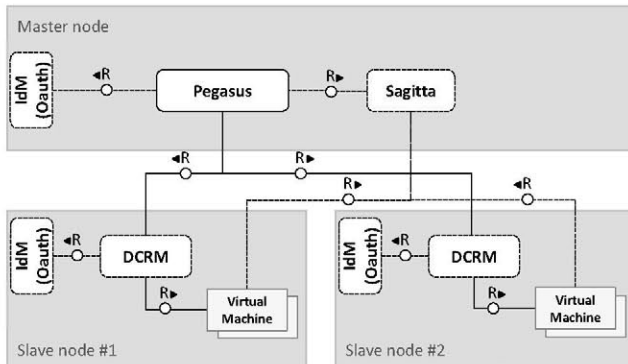 Master node
IdM
(Oauth)
◄R
Pegasus
R►
Sagitta
◄R
R►
R►
◄R
IdM
(Oauth)
◄R
DCRM
R►
Virtual
Machine
Slave node #1
IdM
(Oauth)
◄R
DCRM
R►
Virtual
Machine
Slave node #2